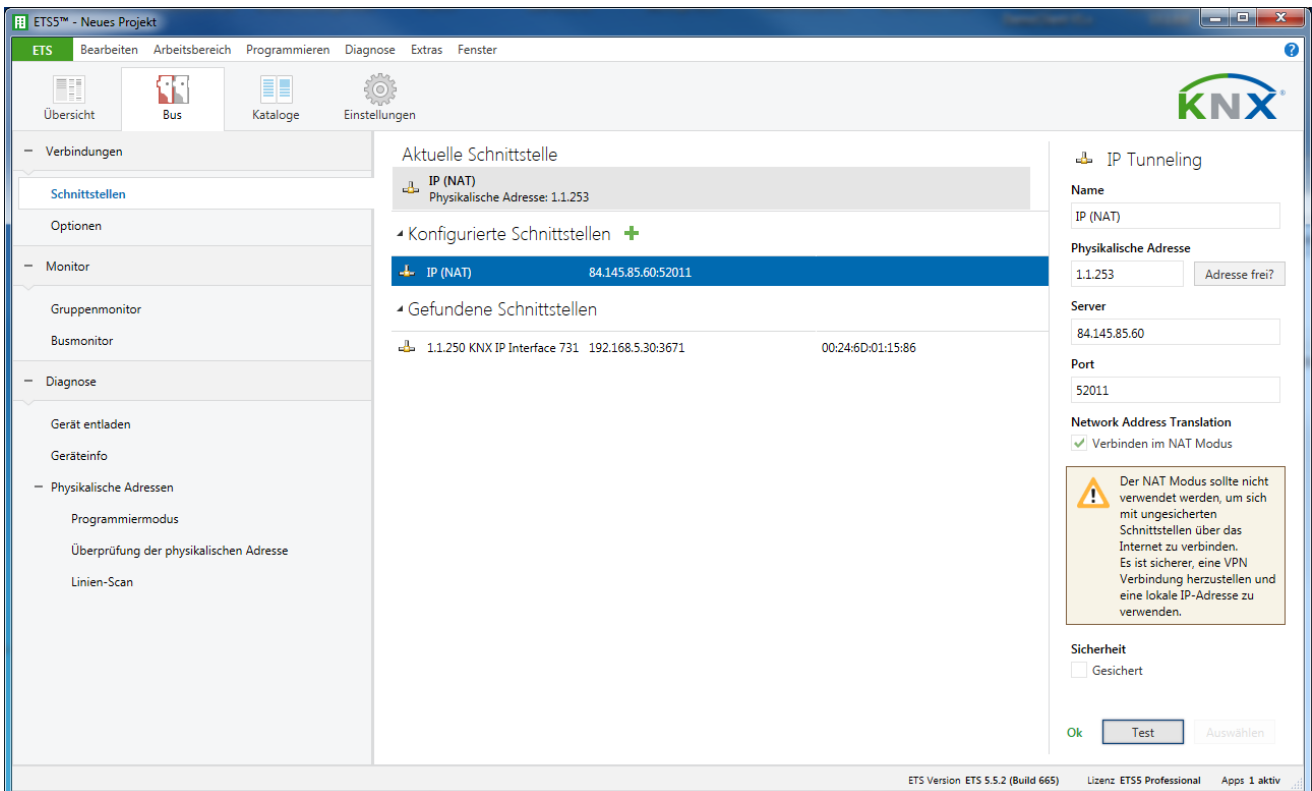 ETS5™ - Neues Projekt
ETS Bearbeiten Arbeitsbereich Programmieren Diagnose Extras Fenster
Übersicht Bus Kataloge Einstellungen
KNX
Verbindungen
Schnittstellen
Optionen
Monitor
Gruppenmonitor
Busmonitor
Diagnose
Gerät entladen
Geräteinfo
Physikalische Adressen
Programmiermodus
Überprüfung der physikalischen Adresse
Linien-Scan
Aktuelle Schnittstelle
IP (NAT)
Physikalische Adresse: 1.1.253
Konfigurierte Schnittstellen
IP (NAT) 84.145.85.60:52011
Gefundene Schnittstellen
1.1.250 KNX IP Interface 731 192.168.5.30:3671 00:24:6D:01:15:86
IP Tunneling
Name
IP (NAT)
Physikalische Adresse
1.1.253 Adresse frei?
Server
84.145.85.60
Port
52011
Network Address Translation
Verbinden im NAT Modus
Der NAT Modus sollte nicht
verwendet werden, um sich
mit ungesicherten
Schnittstellen über das
Internet zu verbinden.
Es ist sicherer, eine VPN
Verbindung herzustellen und
eine lokale IP-Adresse zu
verwenden.
Sicherheit
Gesichert
Ok Test Auswählen
ETS Version ETS 5.5.2 (Build 665) Lizenz ETS5 Professional Apps 1 aktiv